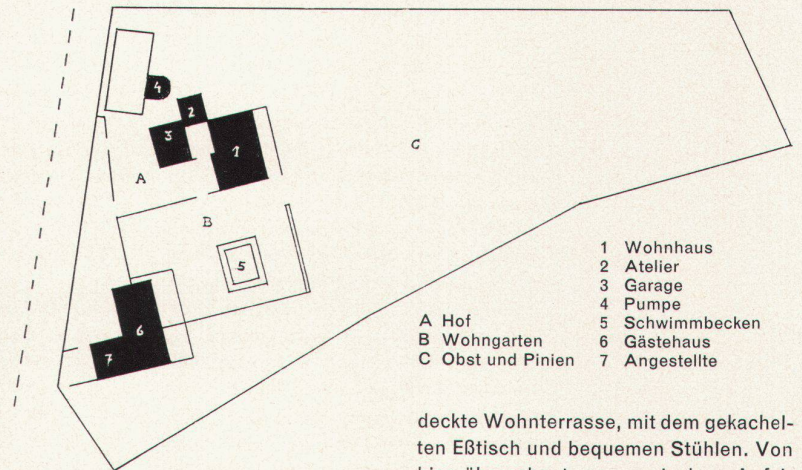 4
2
3
1
A
C
B
5
6
7
A Hof
B Wohngarten
C Obst und Pinien
1 Wohnhaus
2 Atelier
3 Garage
4 Pumpe
5 Schwimmbecken
6 Gästehaus
7 Angestellte
deckte Wohnterrasse, mit dem gekachel-
ten Eßtisch und bequemen Stühlen. Von